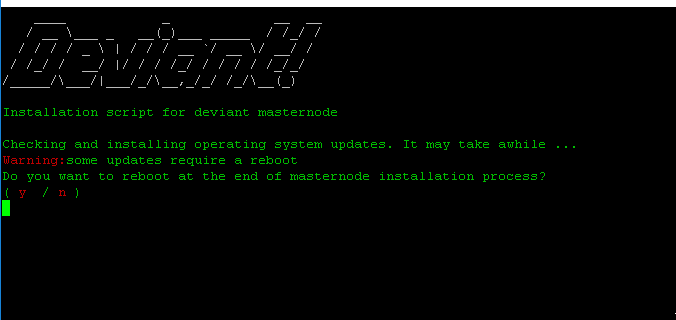 Deviant!
Installation script for deviant masternode
Checking and installing operating system updates. It may take awhile ...
Warning:some updates require a reboot
Do you want to reboot at the end of masternode installation process?
( y / n )